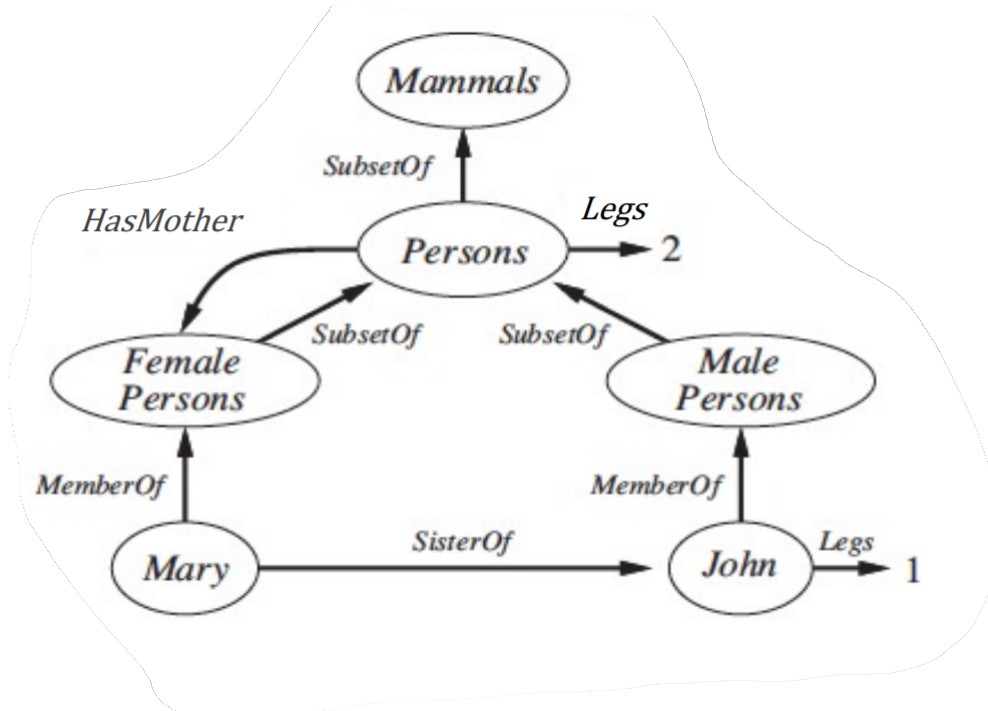 Mammals
SubsetOf
HasMother
Legs
Persons
2
SubsetOf
SubsetOf
Female
Persons
Male
Persons
MemberOf
MemberOf
Mary
SisterOf
John
Legs
1